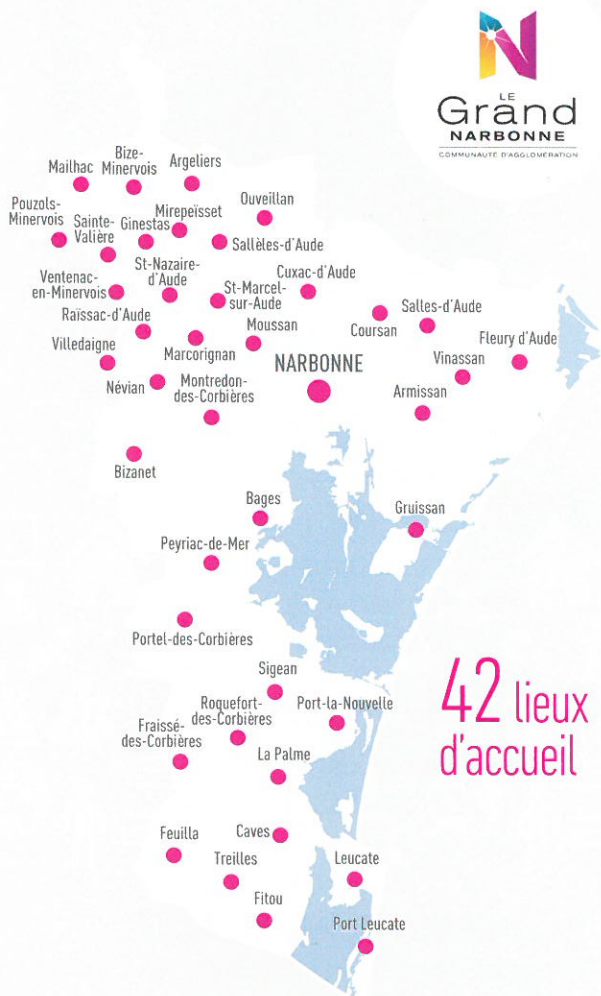 LE
Grand
NARBONNE
COMMUNAUTÉ D'AGGLOMÉRATION
Mailhac
Bize-
Minervois
Argeliers
Pouzols-
Minervois
Sainte-
Valière
Ginestas
Mirepeïsset
Ouveillan
Sallèles-d'Aude
Ventenac-
en-Minervois
St-Nazaire-
d'Aude
St-Marcel-
sur-Aude
Cuxac-d'Aude
Raïssac-d'Aude
Moussan
Coursan
Salles-d'Aude
Villedaigne
Marcorignan
NARBONNE
Vinassan
Fleury d'Aude
Névian
Montredon-
des-Corbières
Armissan
Bizanet
Bages
Gruissan
Peyriac-de-Mer
Portel-des-Corbières
Sigean
Roquefort-
des-Corbières
Port-la-Nouvelle
42 lieux
d'accueil
Fraissé-
des-Corbières
La Palme
Feuilla
Caves
Treilles
Leucate
Fitou
Port Leucate